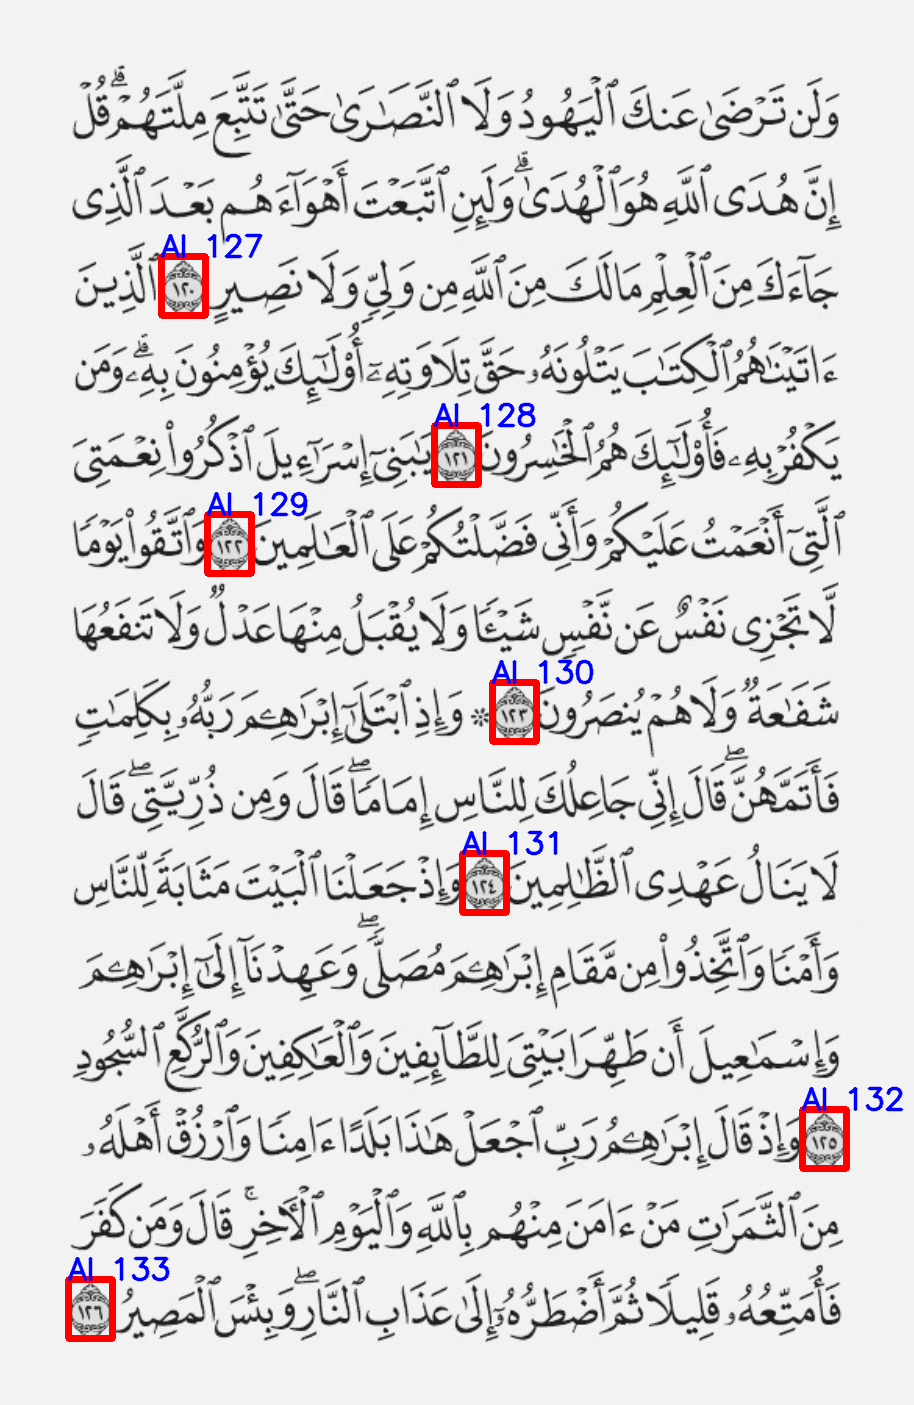 وَلَن تَرۡضَىٰ عَنكَ ٱلۡيَهُودُ وَلَا ٱلنَّصَٰرَىٰ حَتَّىٰ تَتَّبِعَ مِلَّتَهُمۡۗ قُلۡ
إِنَّ هُدَى ٱللَّهِ هُوَ ٱلۡهُدَىٰۗ وَلَئِنِ ٱتَّبَعۡتَ أَهۡوَآءَهُم بَعۡدَ ٱلَّذِى
AI 127
جَآءَكَ مِنَ ٱلۡعِلۡمِ مَا لَكَ مِنَ ٱللَّهِ مِن وَلِىٍّ وَلَا نَصِيرٍ ١٢٠ ٱلَّذِينَ
ءَاتَيۡنَٰهُمُ ٱلۡكِتَٰبَ يَتۡلُونَهُۥ حَقَّ تِلَاوَتِهِۦٓ أُوْلَٰٓئِكَ يُؤۡمِنُونَ بِهِۦۗ وَمَن
AI 128
يَكۡفُرۡ بِهِۦ فَأُوْلَٰٓئِكَ هُمُ ٱلۡخَٰسِرُونَ ١٢١ يَٰبَنِىٓ إِسۡرَٰٓءِيلَ ٱذۡكُرُواْ نِعۡمَتِىَ
AI 129
ٱلَّتِىٓ أَنۡعَمۡتُ عَلَيۡكُمۡ وَأَنِّى فَضَّلۡتُكُمۡ عَلَى ٱلۡعَٰلَمِينَ ١٢٢ وَٱتَّقُواْ يَوۡمًا
لَّا تَجۡزِى نَفۡسٌ عَن نَّفۡسٍ شَيۡـًٔا وَلَا يُقۡبَلُ مِنۡهَا عَدۡلٌ وَلَا تَنفَعُهَا
AI 130
شَفَٰعَةٌ وَلَا هُمۡ يُنصَرُونَ ١٢٣ ۞ وَإِذِ ٱبۡتَلَىٰٓ إِبۡرَٰهِـۧمَ رَبُّهُۥ بِكَلِمَٰتٍ
فَأَتَمَّهُنَّۖ قَالَ إِنِّى جَاعِلُكَ لِلنَّاسِ إِمَامًاۖ قَالَ وَمِن ذُرِّيَّتِىۖ قَالَ
AI 131
لَا يَنَالُ عَهۡدِى ٱلظَّٰلِمِينَ ١٢٤ وَإِذۡ جَعَلۡنَا ٱلۡبَيۡتَ مَثَابَةً لِّلنَّاسِ
وَأَمۡنًا وَٱتَّخِذُواْ مِن مَّقَامِ إِبۡرَٰهِـۧمَ مُصَلًّىۖ وَعَهِدۡنَآ إِلَىٰٓ إِبۡرَٰهِـۧمَ
وَإِسۡمَٰعِيلَ أَن طَهِّرَا بَيۡتِىَ لِلطَّآئِفِينَ وَٱلۡعَٰكِفِينَ وَٱلرُّكَّعِ ٱلسُّجُودِ
AI 132
١٢٥ وَإِذۡ قَالَ إِبۡرَٰهِـۧمُ رَبِّ ٱجۡعَلۡ هَٰذَا بَلَدًا ءَامِنًا وَٱرۡزُقۡ أَهۡلَهُۥ
مِنَ ٱلثَّمَرَٰتِ مَنۡ ءَامَنَ مِنۡهُم بِٱللَّهِ وَٱلۡيَوۡمِ ٱلۡأٓخِرِۚ قَالَ وَمَن كَفَرَ
AI 133
فَأُمَتِّعُهُۥ قَلِيلًا ثُمَّ أَضۡطَرُّهُۥٓ إِلَىٰ عَذَابِ ٱلنَّارِۖ وَبِئۡسَ ٱلۡمَصِيرُ ١٢٦